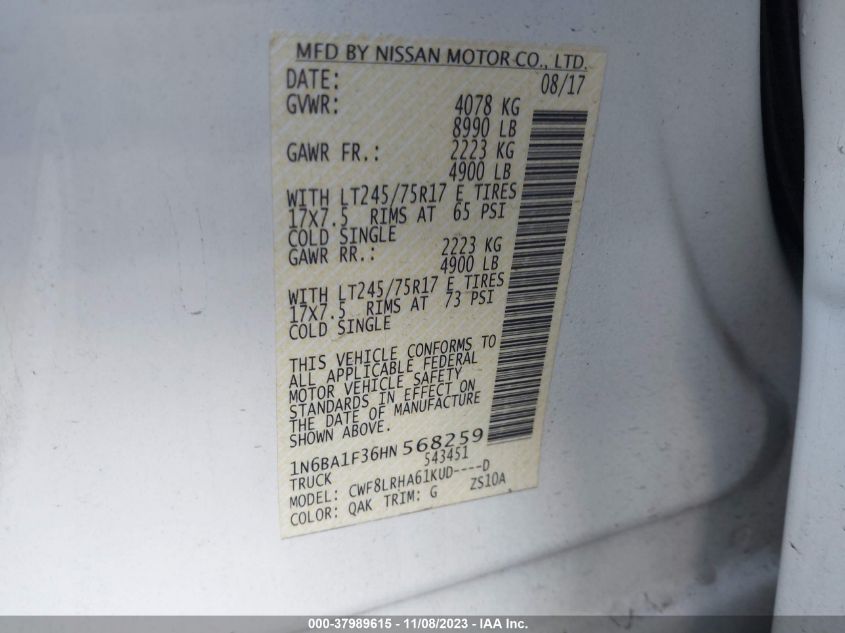 MFD BY NISSAN MOTOR CO., LTD.
DATE: 08/17
GVWR: 4078 KG
8990 LB
GAWR FR.: 2223 KG
4900 LB
WITH LT245/75R17 E TIRES
17X7.5 RIMS AT 65 PSI
COLD SINGLE
GAWR RR.: 2223 KG
4900 LB
WITH LT245/75R17 E TIRES
17X7.5 RIMS AT 73 PSI
COLD SINGLE
THIS VEHICLE CONFORMS TO
ALL APPLICABLE FEDERAL
MOTOR VEHICLE SAFETY
STANDARDS IN EFFECT ON
THE DATE OF MANUFACTURE
SHOWN ABOVE.
1N6BA1F36HN568259
TRUCK 543451
MODEL: CWF8LRHA61KUD----D
COLOR: QAK TRIM: G ZS10A
000-37989615 - 11/08/2023 - IAA Inc.